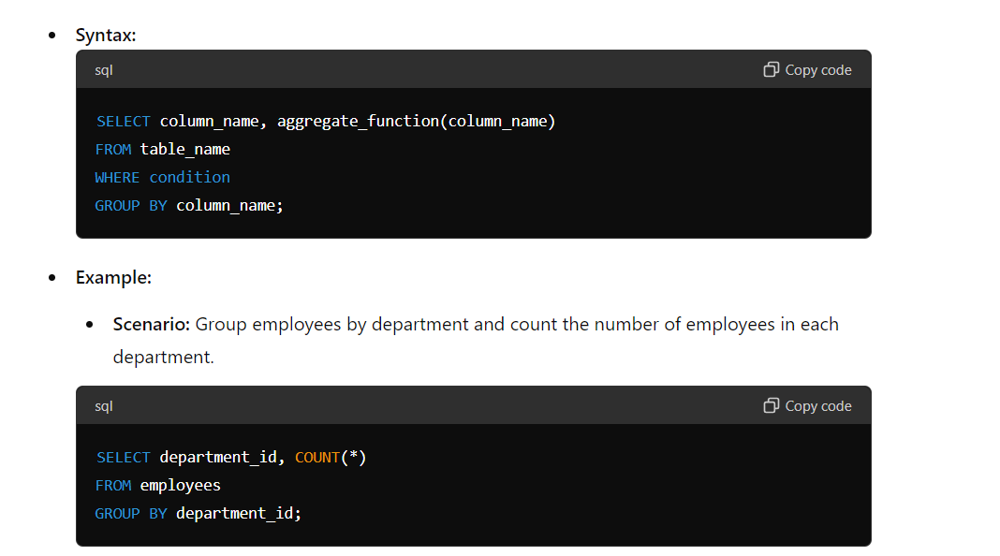 Syntax:
sql
Copy code
SELECT column_name, aggregate_function(column_name)
FROM table_name
WHERE condition
GROUP BY column_name;
Example:
Scenario: Group employees by department and count the number of employees in each
department.
sql
Copy code
SELECT department_id, COUNT(*)
FROM employees
GROUP BY department_id;